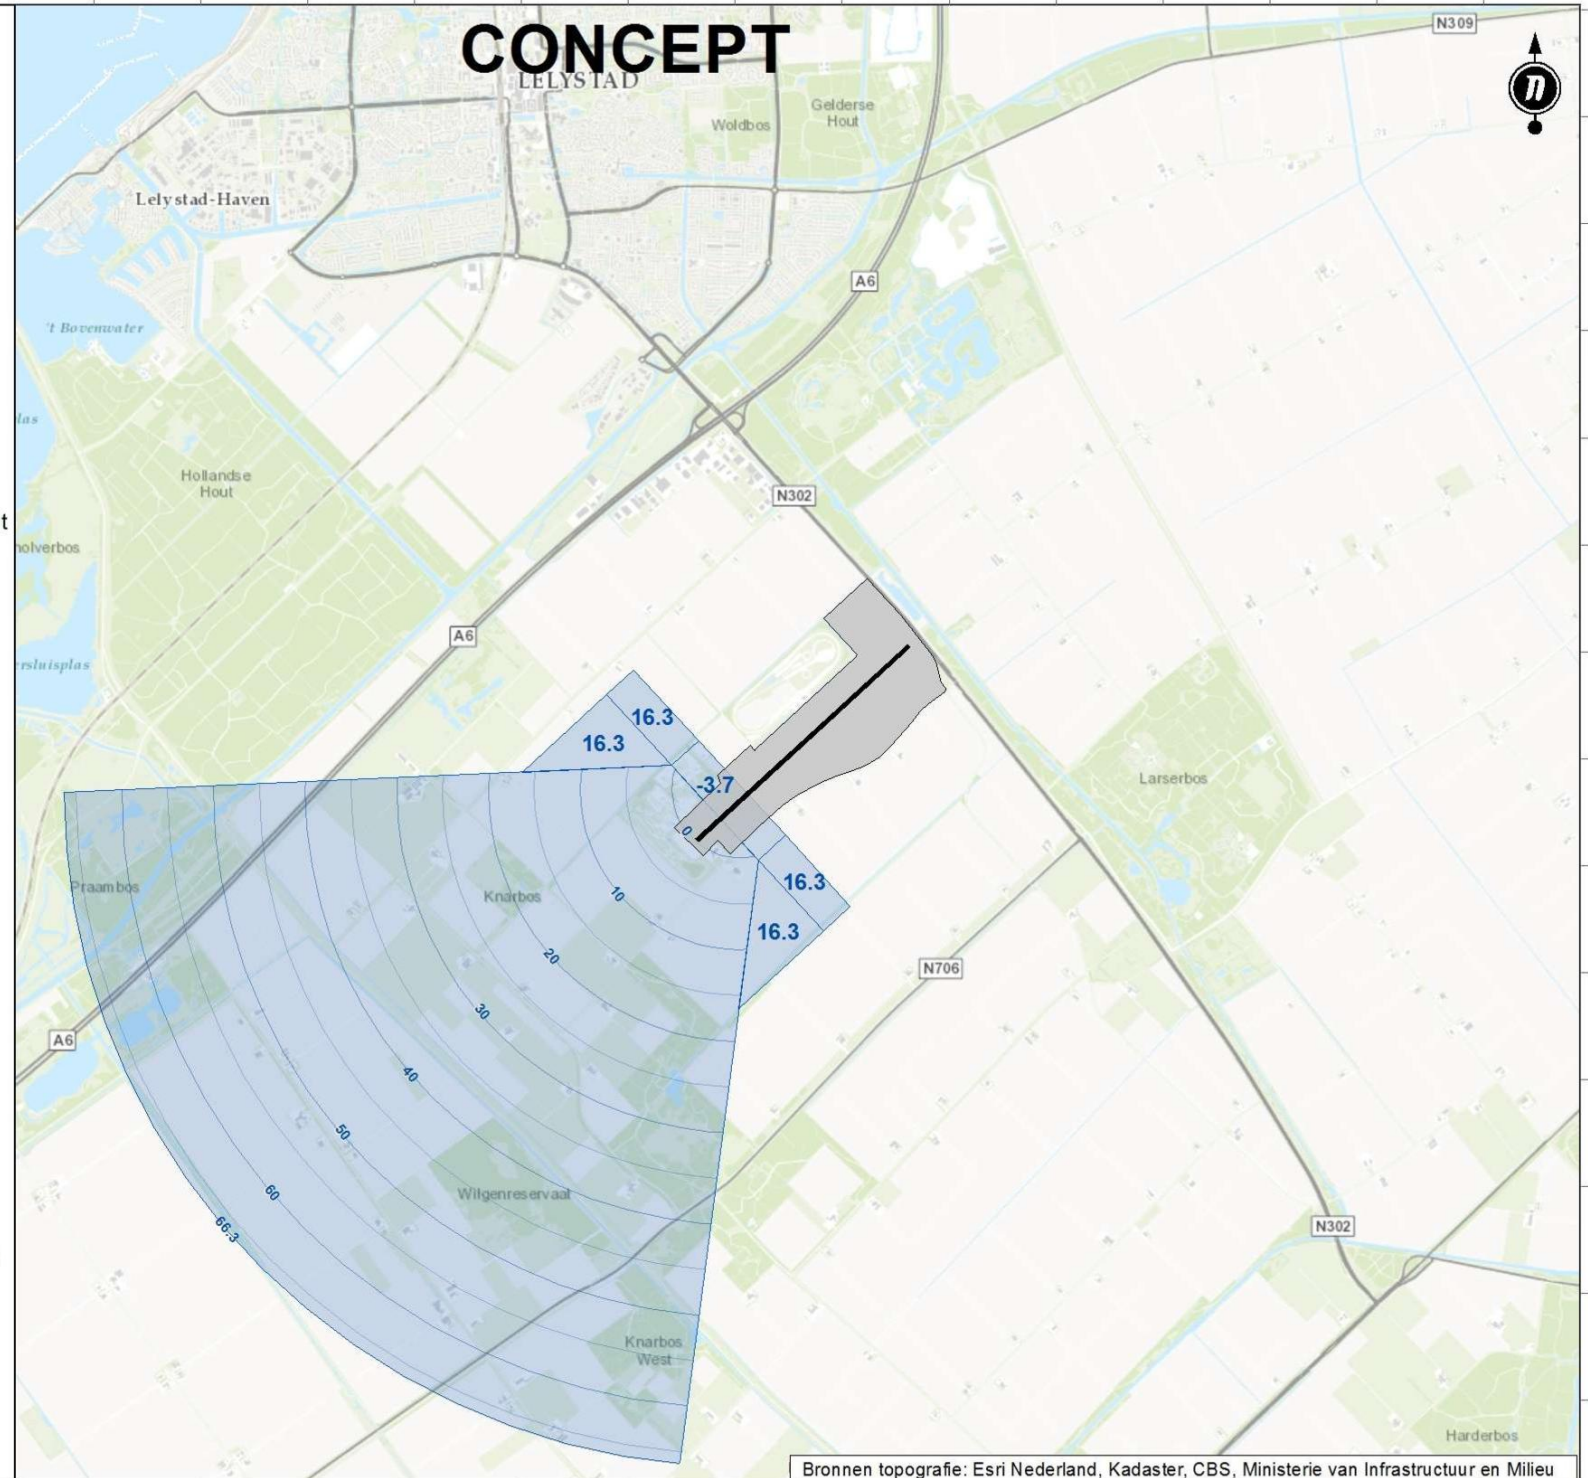 CONCEPT
N309
n
LELYSTAD
Gelderse
Hout
Woldbos
Lelystad-Haven
A6
't Bovenwater
las
Hollandse
Hout
N302
t
holverbos
A6
ersluisplas
16.3
16.3
Larserbos
-3.7
0
16.3
Praambos
Knarbos
10
16.3
20
N706
30
A6
40
50
60
Wilgenreservaat
66.3
N302
Knarbos
West
Harderbos
Bronnen topografie: Esri Nederland, Kadaster, CBS, Ministerie van Infrastructuur en Milieu